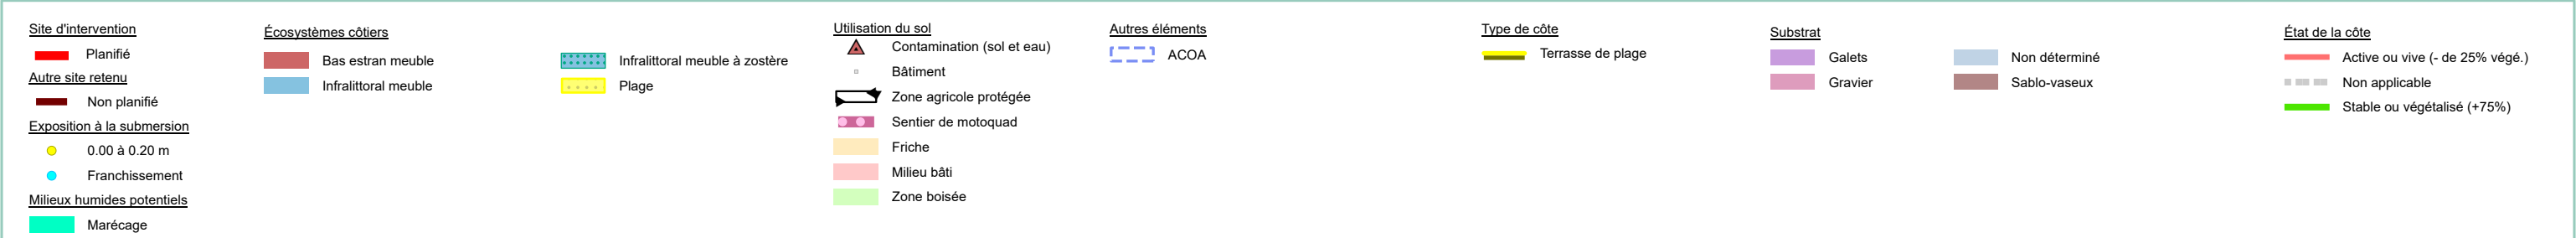 Site d'intervention
Planifié
Autre site retenu
Non planifié
Exposition à la submersion
0.00 à 0.20 m
Franchissement
Milieux humides potentiels
Marécage
Écosystèmes côtiers
Bas estran meuble
Infralittoral meuble
Infralittoral meuble à zostère
Plage
Utilisation du sol
Contamination (sol et eau)
Bâtiment
Zone agricole protégée
Sentier de motoquad
Friche
Milieu bâti
Zone boisée
Autres éléments
ACOA
Type de côte
Terrasse de plage
Substrat
Galets
Gravier
Non déterminé
Sablo-vaseux
État de la côte
Active ou vive (- de 25% végé.)
Non applicable
Stable ou végétalisé (+75%)